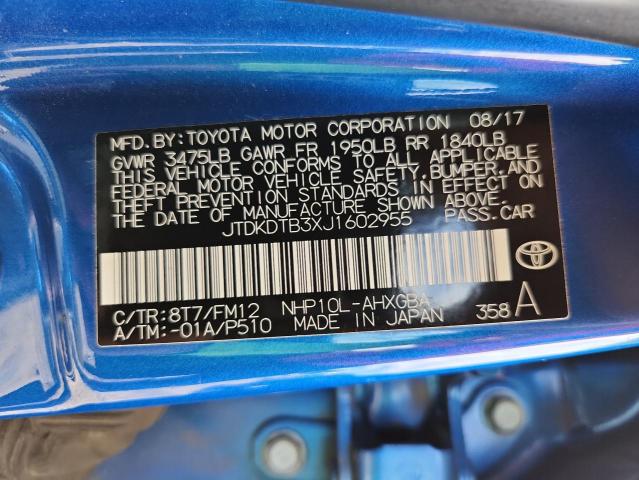 MFD.BY:TOYOTA MOTOR CORPORATION 08/17
GVWR 3475LB GAWR FR 1950LB RR 1840LB
THIS VEHICLE CONFORMS TO ALL APPLICABLE
FEDERAL MOTOR VEHICLE SAFETY,BUMPER,AND
THEFT PREVENTION STANDARDS IN EFFECT ON
THE DATE OF MANUFACTURE SHOWN ABOVE.
JTDKDTB3XJ1602955 PASS.CAR
C/TR:8T7/FM12 NHP10L-AHXGBA
A/TM:-01A/P510 MADE IN JAPAN 358A